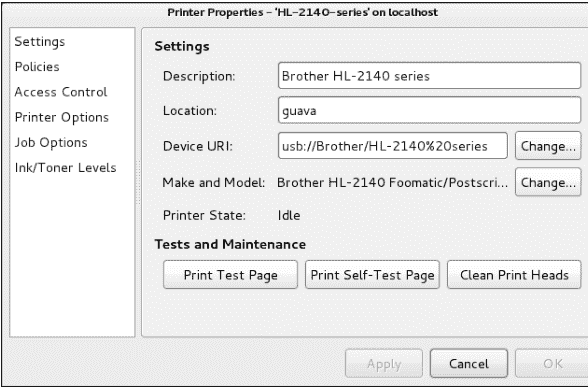 Printer Properties - 'HL-2140-series' on localhost
Settings
Policies
Access Control
Printer Options
Job Options
Ink/Toner Levels
Settings
Description: Brother HL-2140 series
Location: guava
Device URI: usb://Brother/HL-2140%20series Change...
Make and Model: Brother HL-2140 Foomatic/Postscri... Change...
Printer State: Idle
Tests and Maintenance
Print Test Page Print Self-Test Page Clean Print Heads
Apply Cancel OK